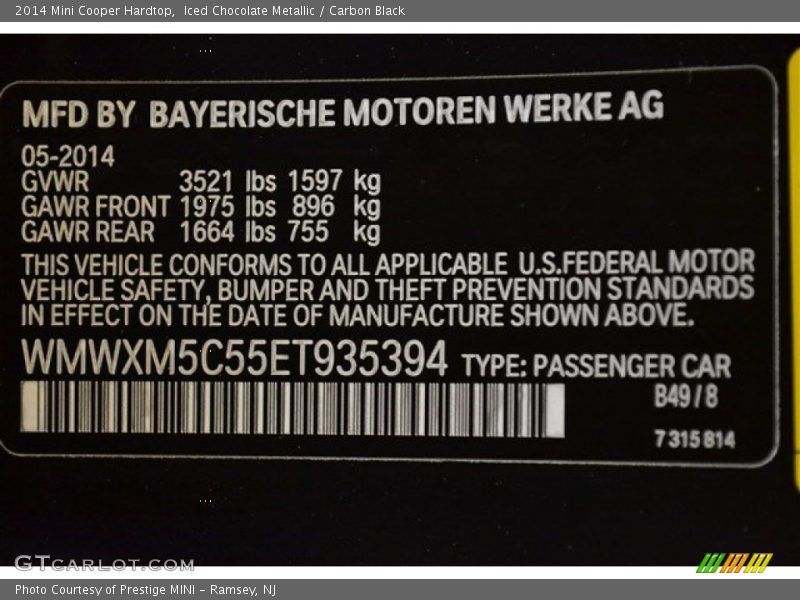 2014 Mini Cooper Hardtop,  Iced Chocolate Metallic / Carbon Black
MFD BY BAYERISCHE MOTOREN WERKE AG
05-2014
GVWR 3521 lbs 1597 kg
GAWR FRONT 1975 lbs 896 kg
GAWR REAR 1664 lbs 755 kg
THIS VEHICLE CONFORMS TO ALL APPLICABLE U.S.FEDERAL MOTOR
VEHICLE SAFETY, BUMPER AND THEFT PREVENTION STANDARDS
IN EFFECT ON THE DATE OF MANUFACTURE SHOWN ABOVE.
WMWXM5C55ET935394 TYPE: PASSENGER CAR
B49 / 8
7 315 814
GTCARLOT.COM
Photo Courtesy of Prestige MINI – Ramsey, NJ